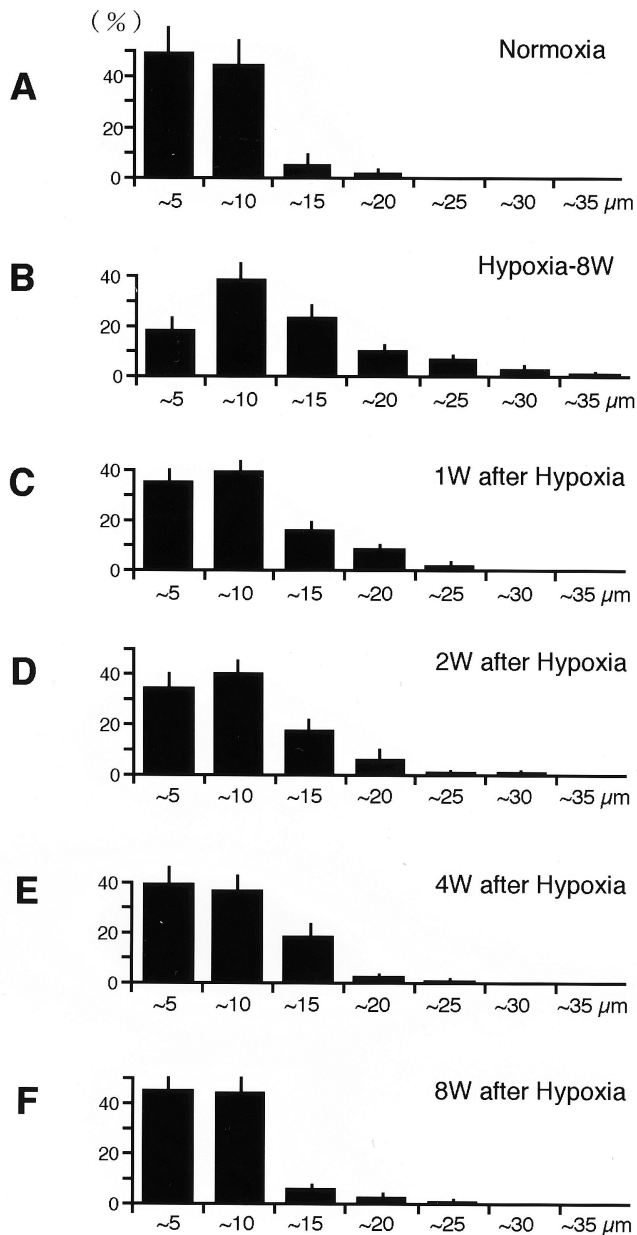 (%)
Normoxia
A
40
20
0
~5 ~10 ~15 ~20 ~25 ~30 ~35 µm
Hypoxia-8W
B
40
20
0
~5 ~10 ~15 ~20 ~25 ~30 ~35 µm
1W after Hypoxia
C
40
20
0
~5 ~10 ~15 ~20 ~25 ~30 ~35 µm
2W after Hypoxia
D
40
20
0
~5 ~10 ~15 ~20 ~25 ~30 ~35 µm
4W after Hypoxia
E
40
20
0
~5 ~10 ~15 ~20 ~25 ~30 ~35 µm
8W after Hypoxia
F
40
20
0
~5 ~10 ~15 ~20 ~25 ~30 ~35 µm